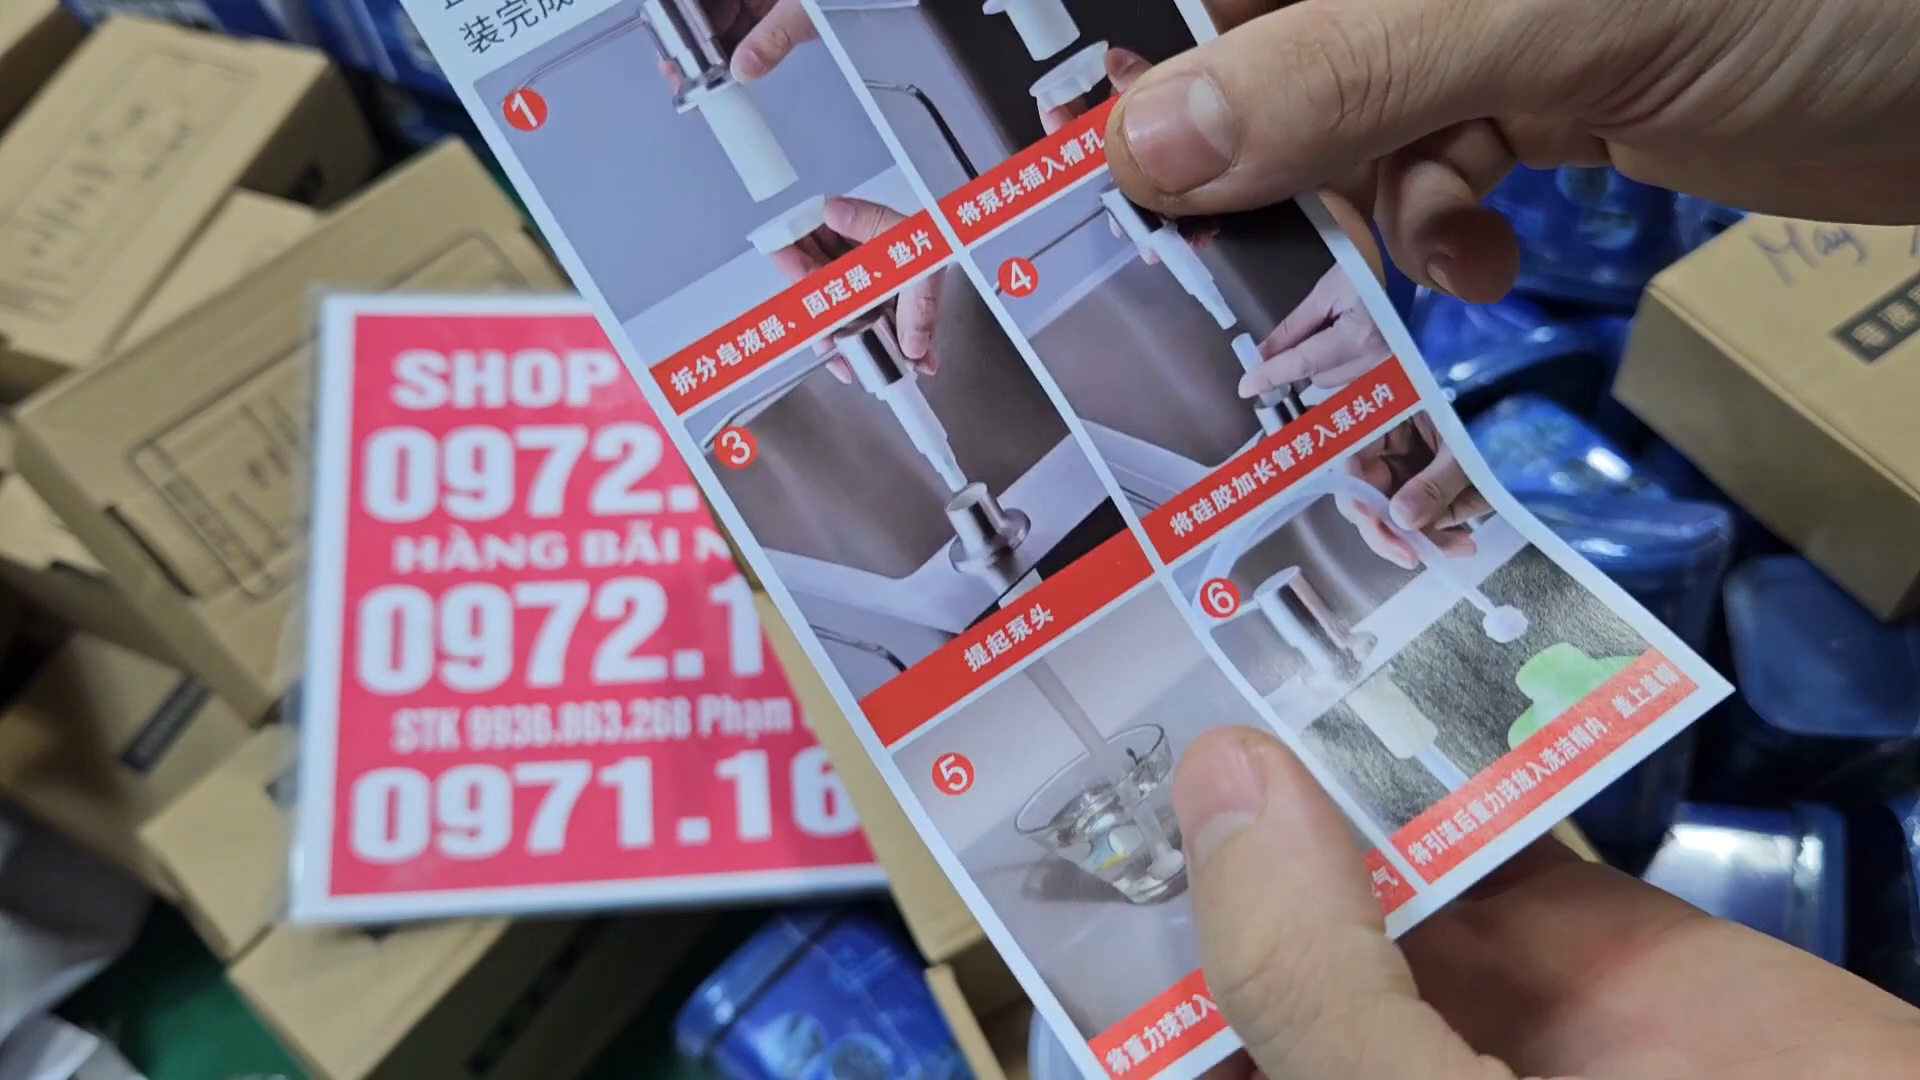 装完成
1
拆分皂液器、固定器、垫片
将泵头插入槽孔
3
提起泵头
4
将硅胶加长管穿入泵头内
5
将重力球放入
气
6
将引流后重力球放入洗洁精内，盖上盖帽
SHOP
0972.
HÀNG BÃI
0972.1
STK 9936.863.268 Phạm
0971.16
May